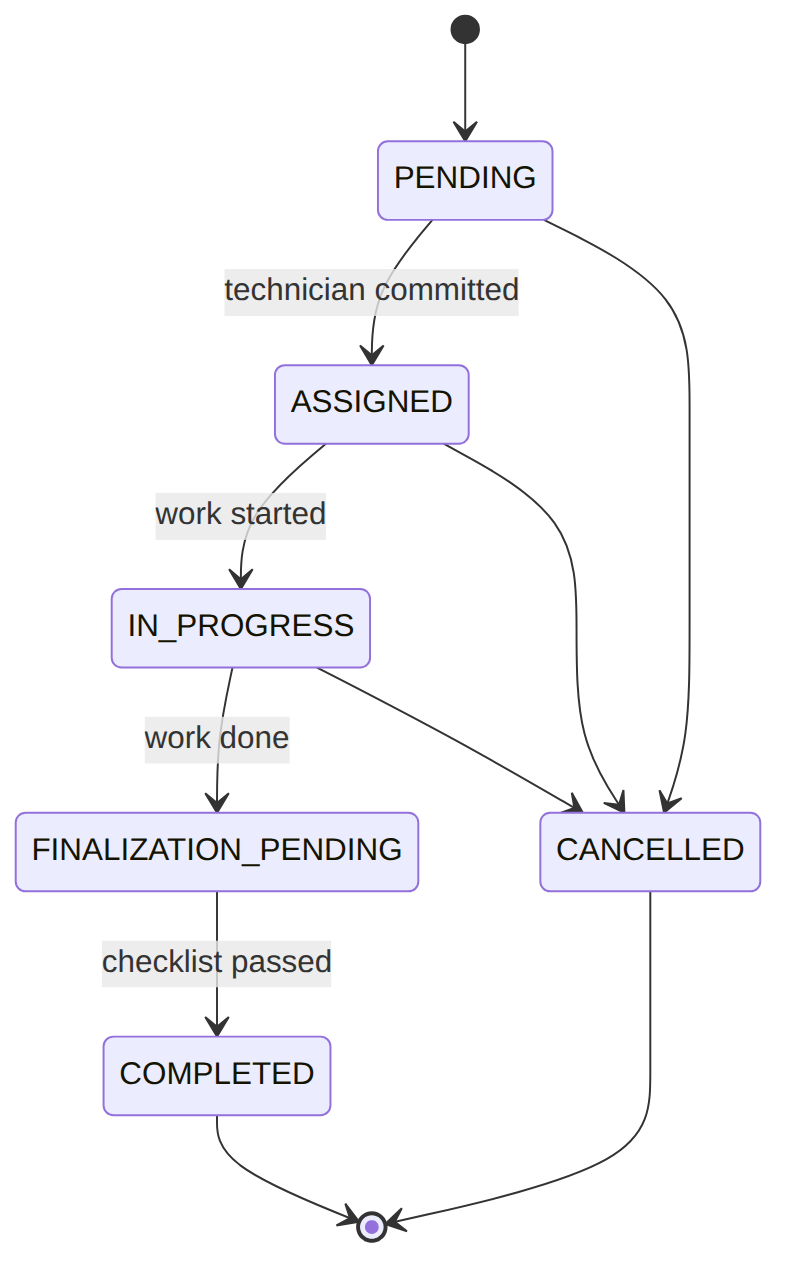 PENDING
technician committed
ASSIGNED
work started
IN_PROGRESS
work done
FINALIZATION_PENDING
CANCELLED
checklist passed
COMPLETED